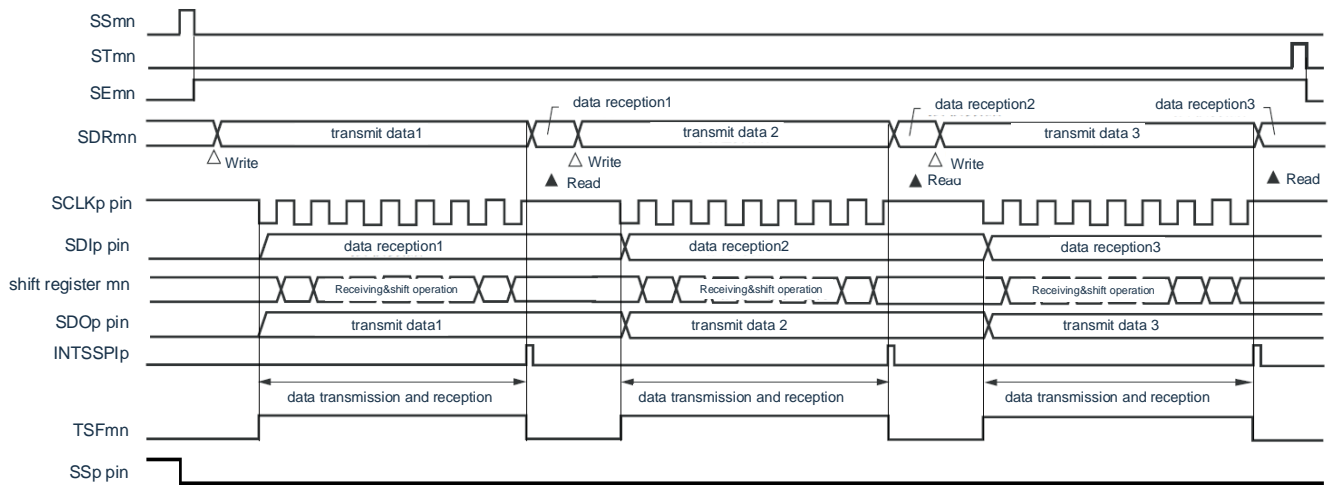 SSmn
STmn
SEmn
data reception1 data reception2 data reception3
SDRmn transmit data1 transmit data 2 transmit data 3
Write Write Write
Read Read Read
SCLKp pin
SDIp pin data reception1 data reception2 data reception3
shift register mn Receiving&shift operation Receiving&shift operation Receiving&shift operation
SDOp pin transmit data1 transmit data 2 transmit data 3
INTSSPIp
data transmission and reception data transmission and reception data transmission and reception
TSFmn
SSp pin